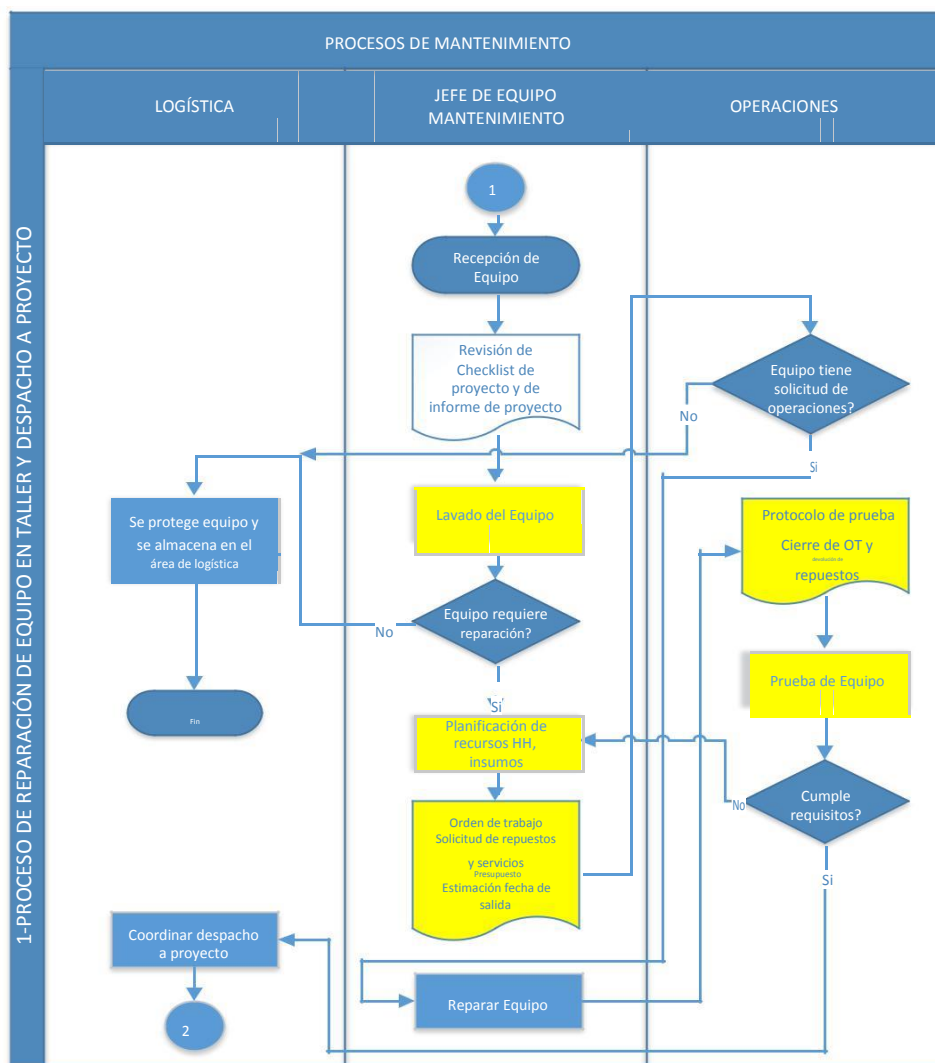 PROCESOS DE MANTENIMIENTO
LOGÍSTICA
JEFE DE EQUIPO
MANTENIMIENTO
OPERACIONES
1-PROCESO DE REPARACIÓN DE EQUIPO EN TALLER Y DESPACHO A PROYECTO
1
Recepción de
Equipo
Revisión de
Checklist de
proyecto y de
informe de proyecto
Equipo tiene
solicitud de
operaciones?
No
Si
Se protege equipo y
se almacena en el
área de logística
Lavado del Equipo
Protocolo de prueba
Cierre de OT y
devolución de
repuestos
Equipo requiere
reparación?
No
Si
Prueba de Equipo
Fin
Planificación de
recursos HH,
insumos
Cumple
requisitos?
No
Si
Orden de trabajo
Solicitud de repuestos
y servicios
Presupuesto
Estimación fecha de
salida
Coordinar despacho
a proyecto
Reparar Equipo
2